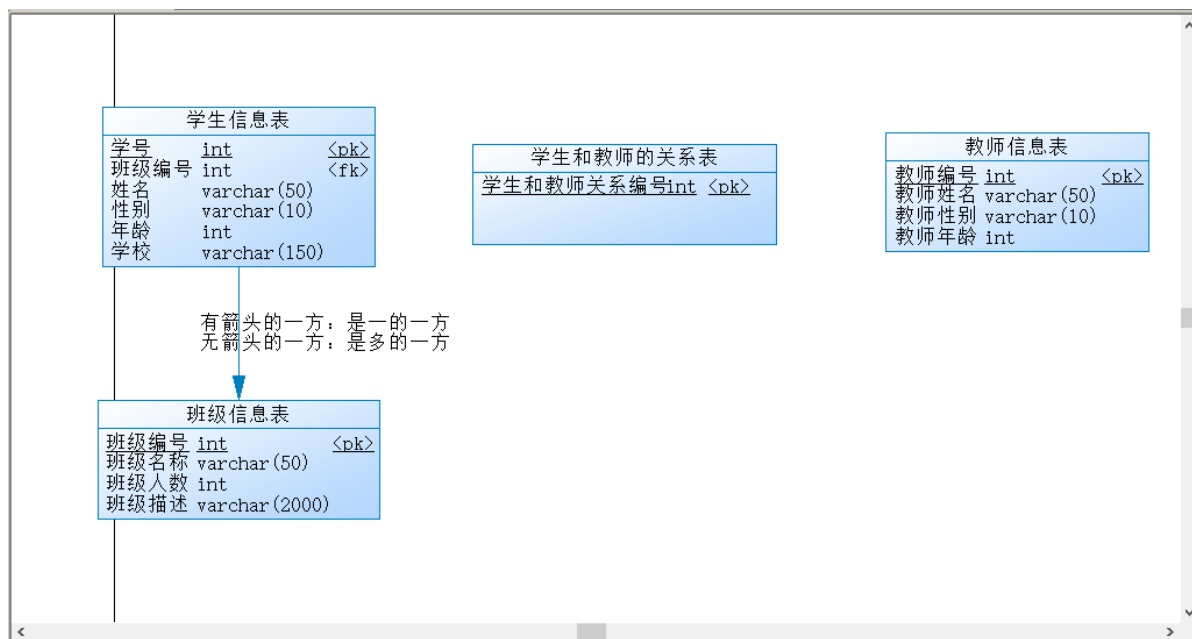 学生信息表
学号 int <pk>
班级编号 int <fk>
姓名 varchar(50)
性别 varchar(10)
年龄 int
学校 varchar(150)
学生和教师的关系表
学生和教师关系编号int <pk>
教师信息表
教师编号 int <pk>
教师姓名 varchar(50)
教师性别 varchar(10)
教师年龄 int
有箭头的一方：是一的一方
无箭头的一方：是多的一方
班级信息表
班级编号 int <pk>
班级名称 varchar(50)
班级人数 int
班级描述 varchar(2000)